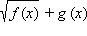 √f(x) + g (x)